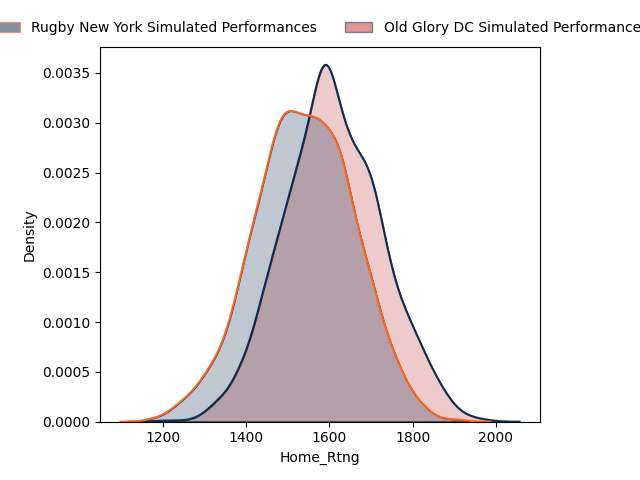 Rugby New York Simulated Performances
Old Glory DC Simulated Performance
0.0035
0.0030
0.0025
0.0020
0.0015
0.0010
0.0005
0.0000
Density
1200 1400 1600 1800 2000
Home_Rtng